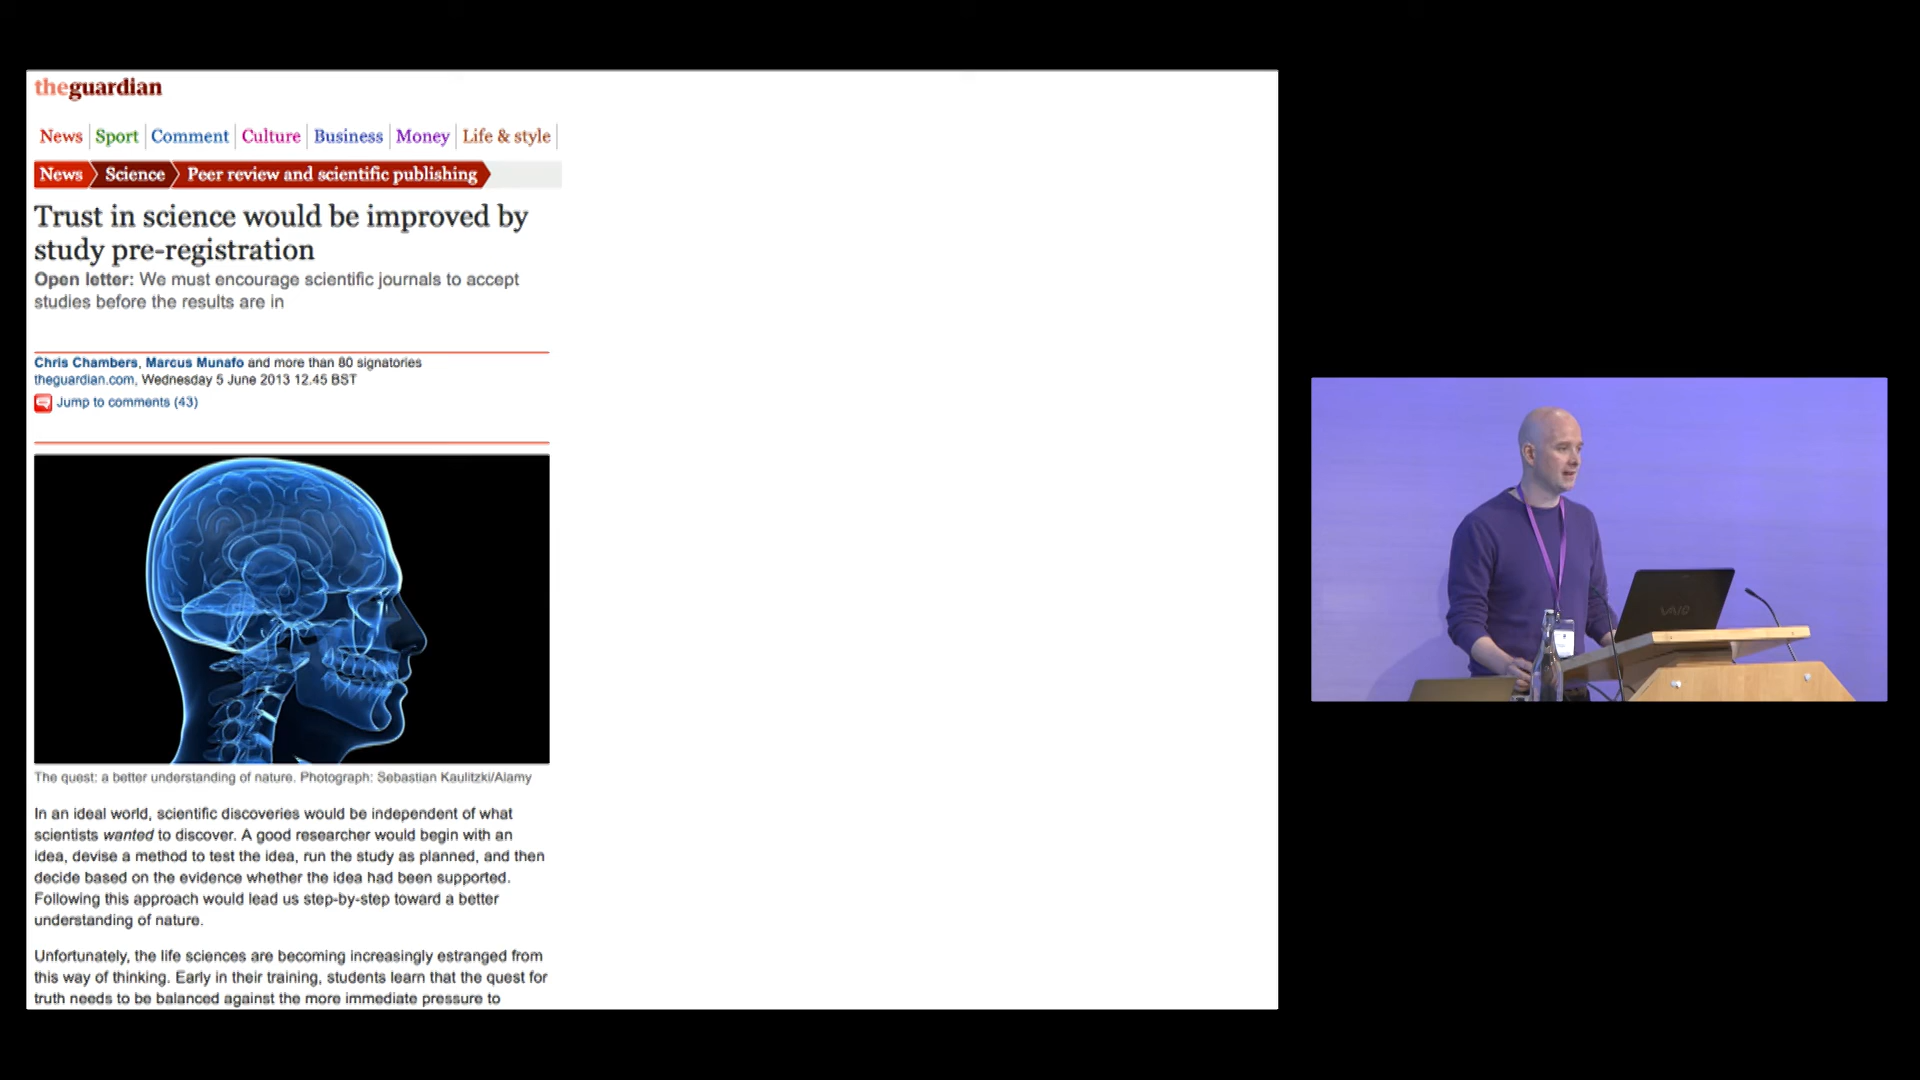 theguardian
News Sport Comment Culture Business Money Life & style
News Science Peer review and scientific publishing
Trust in science would be improved by
study pre-registration
Open letter: We must encourage scientific journals to accept
studies before the results are in
Chris Chambers, Marcus Munafo and more than 80 signatories
theguardian.com, Wednesday 5 June 2013 12.45 BST
Jump to comments (43)
The quest: a better understanding of nature. Photograph: Sebastian Kaulitzki/Alamy
In an ideal world, scientific discoveries would be independent of what
scientists wanted to discover. A good researcher would begin with an
idea, devise a method to test the idea, run the study as planned, and then
decide based on the evidence whether the idea had been supported.
Following this approach would lead us step-by-step toward a better
understanding of nature.
Unfortunately, the life sciences are becoming increasingly estranged from
this way of thinking. Early in their training, students learn that the quest for
truth needs to be balanced against the more immediate pressure to
VAIO